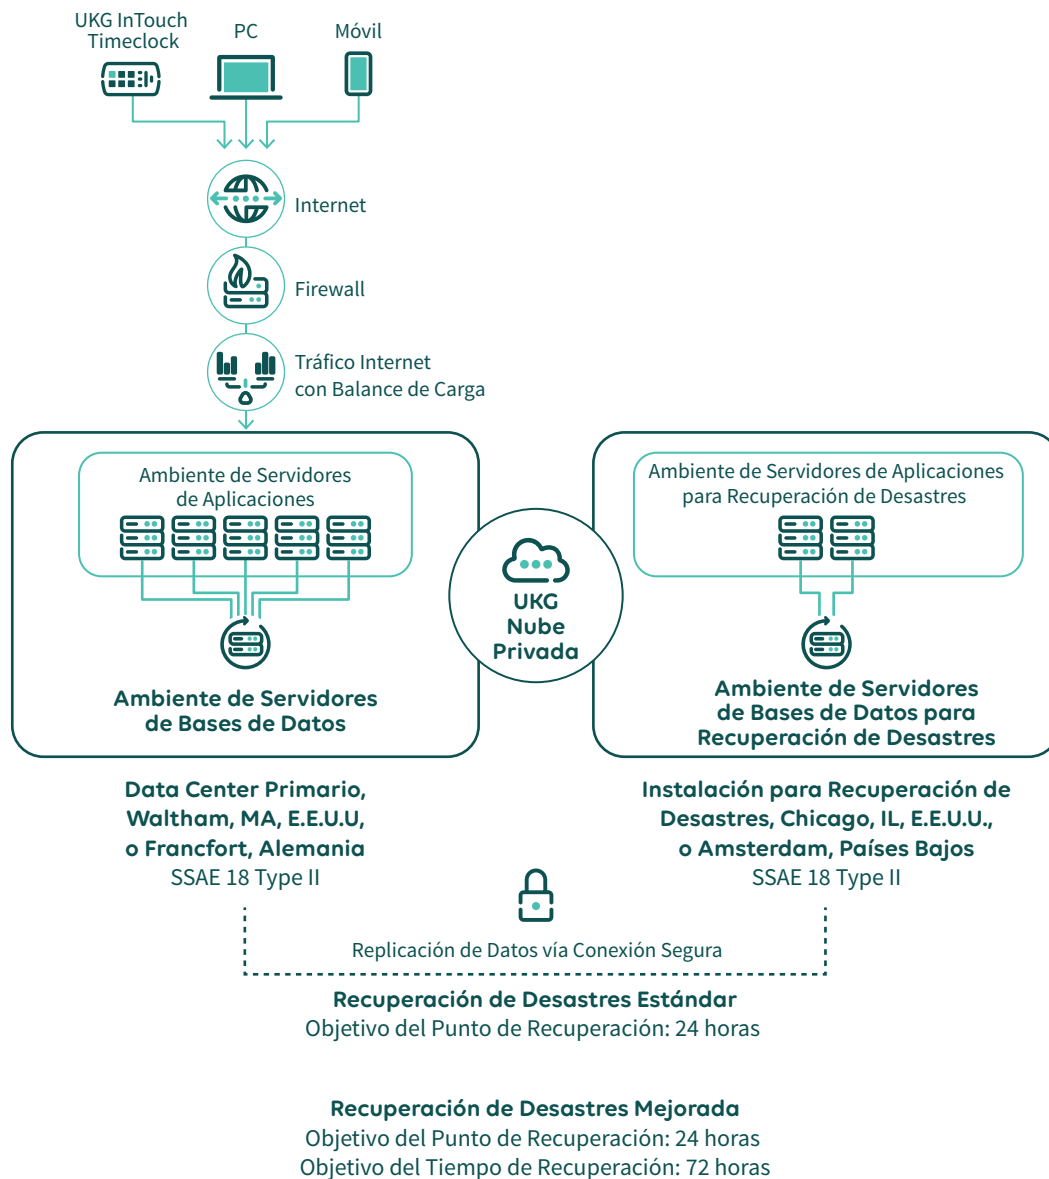 UKG InTouch
Timeclock
PC
Móvil
Internet
Firewall
Tráfico Internet
con Balance de Carga
Ambiente de Servidores
de Aplicaciones
Ambiente de Servidores
de Bases de Datos
UKG
Nube
Privada
Ambiente de Servidores de Aplicaciones
para Recuperación de Desastres
Ambiente de Servidores
de Bases de Datos para
Recuperación de Desastres
Data Center Primario,
Waltham, MA, E.E.U.U,
o Francfort, Alemania
SSAE 18 Type II
Instalación para Recuperación de
Desastres, Chicago, IL, E.E.U.U.,
o Amsterdam, Países Bajos
SSAE 18 Type II
Replicación de Datos vía Conexión Segura
Recuperación de Desastres Estándar
Objetivo del Punto de Recuperación: 24 horas
Recuperación de Desastres Mejorada
Objetivo del Punto de Recuperación: 24 horas
Objetivo del Tiempo de Recuperación: 72 horas